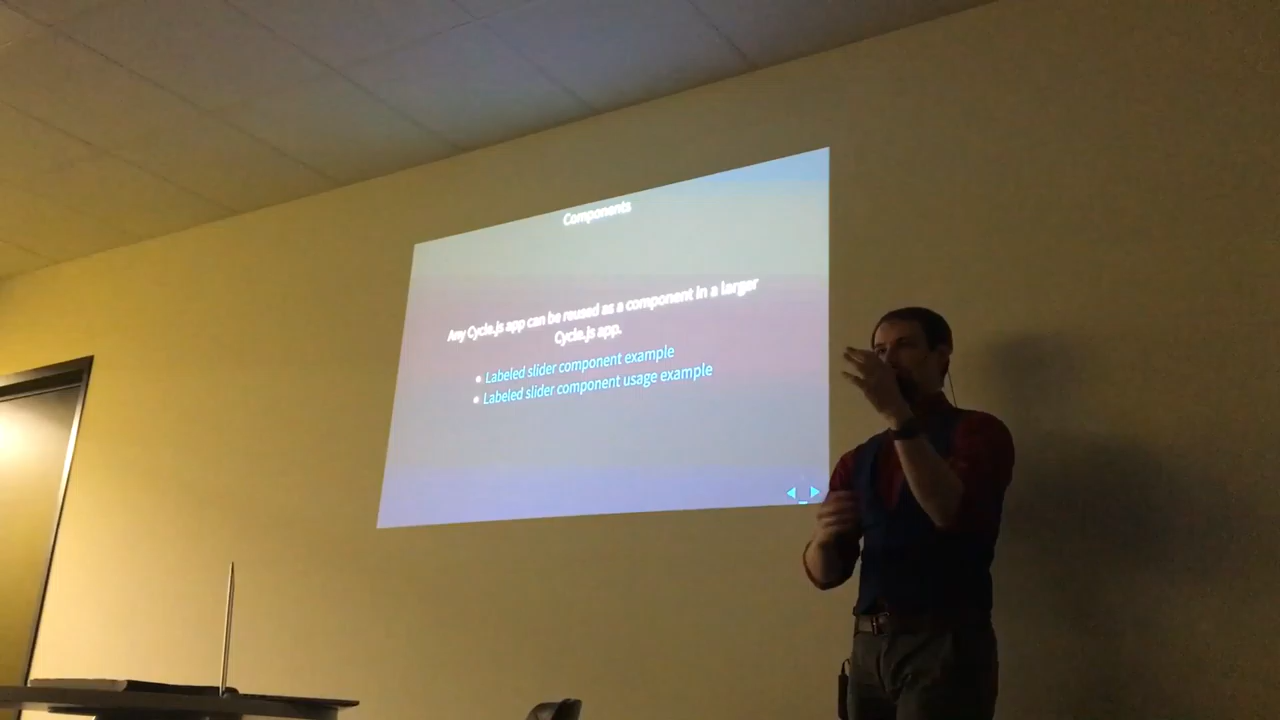 Components
Any Cycle.js app can be reused as a component in a larger
Cycle.js app.
Labeled slider component example
Labeled slider component usage example